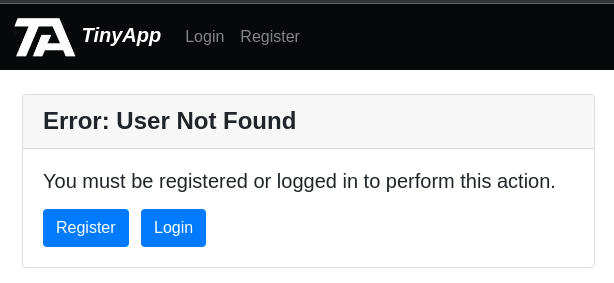 TA TinyApp Login Register
Error: User Not Found
You must be registered or logged in to perform this action.
Register Login